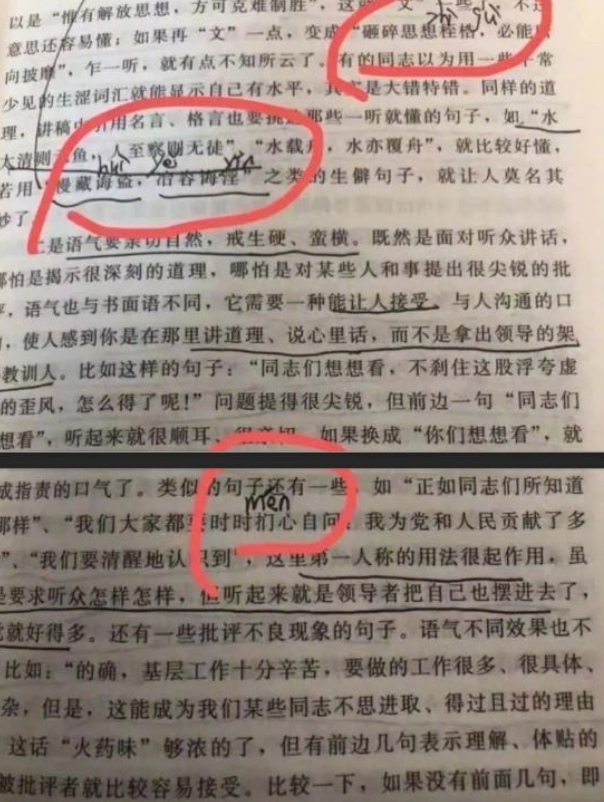 以是“惟有解放思想，方可克难制胜”，这就“文”一些，不过
zhì gù
意思还容易懂；如果再“文”一点，变成“砸碎思想桎梏，必能
向披靡”，乍一听，就有点不知所云了。有的同志以为用一些平常
少见的生涩词汇就能显示自己有水平，其实是大错特错。同样的道
理，讲稿中引用名言、格言也要挑选那些一听就懂的句子，如“水
太清则无鱼，人至察则无徒”，“水载舟，水亦覆舟”，就比较好懂，
huì yě yín
若用“慢藏诲盗，冶容诲淫”之类的生僻句子，就让人莫名其
妙了
二是语气要亲切自然，戒生硬、蛮横。既然是面对听众讲话，
哪怕是揭示很深刻的道理，哪怕是对某些人和事提出很尖锐的批
评，语气也与书面语不同，它需要一种能让人接受、与人沟通的口
，使人感到你是在那里讲道理、说心里话，而不是拿出领导的架
教训人。比如这样的句子：“同志们想想看，不刹住这股浮夸虚
的歪风，怎么得了呢！”问题提得很尖锐，但前边一句“同志们
想看”，听起来就很顺耳、很亲切，如果换成“你们想想看”，就
成指责的口气了。类似的句子还有一些，如“正如同志们所知道
mén
那样”、“我们大家都要时时扪心自问：我为党和人民贡献了多
”、“我们要清醒地认识到”，这里第一人称的用法很起作用，虽
是要求听众怎样怎样，但听起来就是领导者把自己也摆进去了，
就好得多。还有一些批评不良现象的句子。语气不同效果也不
比如：“的确，基层工作十分辛苦，要做的工作很多、很具体、
杂，但是，这能成为我们某些同志不思进取、得过且过的理由
这话“火药味”够浓的了，但有前边几句表示理解、体贴的
被批评者就比较容易接受。比较一下，如果没有前面几句，即